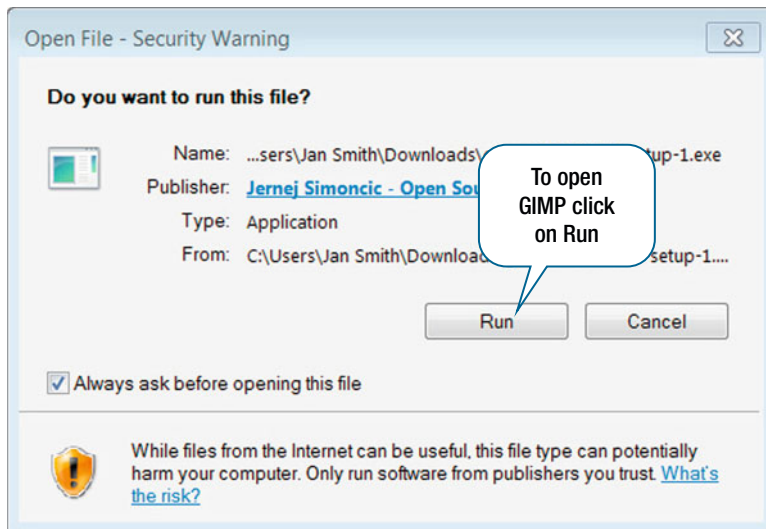 Open File - Security Warning
Do you want to run this file?
Name: ...sers\Jan Smith\Downloads\ tup-1.exe
Publisher: Jernej Simoncic - Open Sou
Type: Application
From: C:\Users\Jan Smith\Downloac setup-1....
To open
GIMP click
on Run
Run Cancel
Always ask before opening this file
While files from the Internet can be useful, this file type can potentially
harm your computer. Only run software from publishers you trust. What's
the risk?